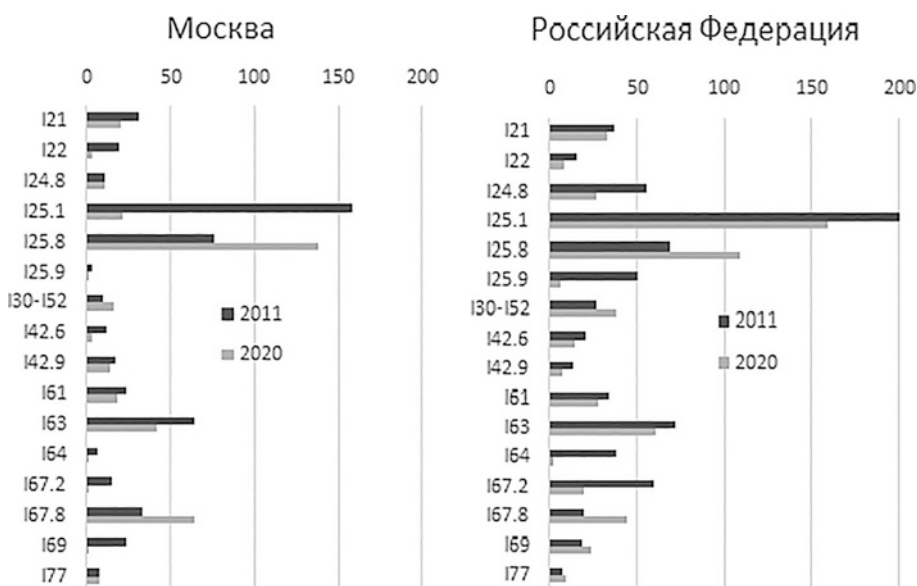 Москва
0 50 100 150 200
I21
I22
I24.8
I25.1
I25.8
I25.9
I30-I52
I42.6
I42.9
I61
I63
I64
I67.2
I67.8
I69
I77
2011
2020
Российская Федерация
0 50 100 150 200
I21
I22
I24.8
I25.1
I25.8
I25.9
I30-I52
I42.6
I42.9
I61
I63
I64
I67.2
I67.8
I69
I77
2011
2020